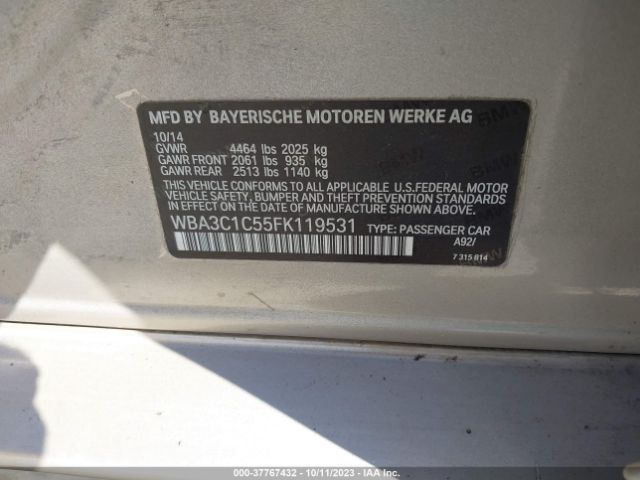 MFD BY BAYERISCHE MOTOREN WERKE AG
10/14
GVWR 4464 lbs 2025 kg
GAWR FRONT 2061 lbs 935 kg
GAWR REAR 2513 lbs 1140 kg
THIS VEHICLE CONFORMS TO ALL APPLICABLE U.S.FEDERAL MOTOR
VEHICLE SAFETY, BUMPER AND THEFT PREVENTION STANDARDS
IN EFFECT ON THE DATE OF MANUFACTURE SHOWN ABOVE.
WBA3C1C55FK119531 TYPE: PASSENGER CAR
A92/
7 315 814
000-37767432 - 10/11/2023 - IAA Inc.